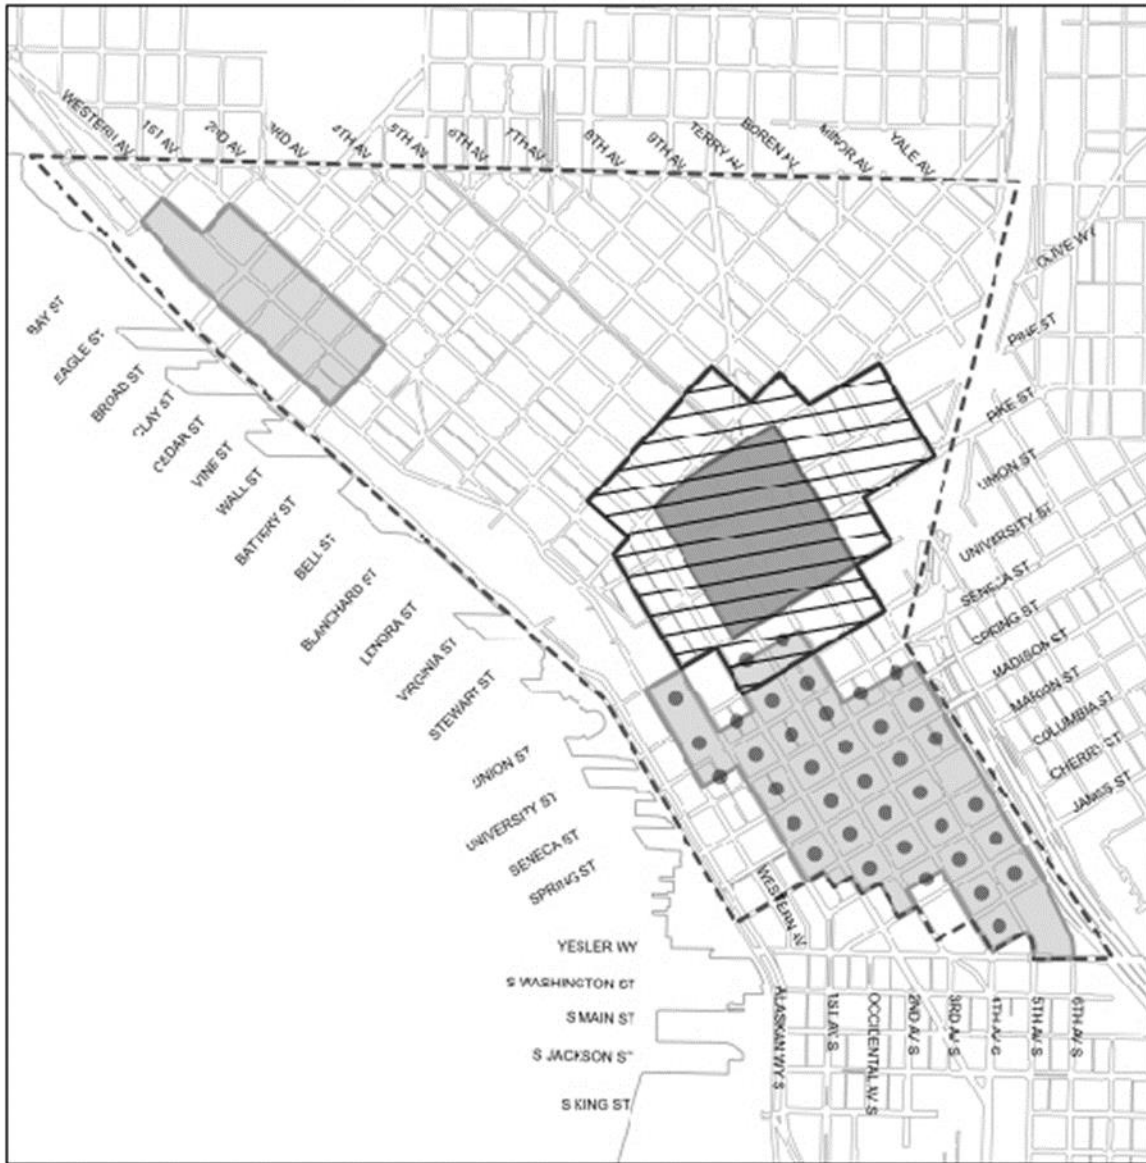 WESTERN AV
1ST AV
2ND AV
3RD AV
4TH AV
5TH AV
6TH AV
7TH AV
8TH AV
9TH AV
TERRY AV
BOREN AV
MINOR AV
YALE AV
OLIVE WY
PINE ST
PIKE ST
UNION ST
UNIVERSITY ST
SENECA ST
SPRING ST
MADISON ST
MARION ST
COLUMBIA ST
CHERRY ST
JAMES ST
BAY ST
EAGLE ST
BROAD ST
CLAY ST
CEDAR ST
VINE ST
WALL ST
BATTERY ST
BELL ST
BLANCHARD ST
LENORA ST
VIRGINIA ST
STEWART ST
UNION ST
UNIVERSITY ST
SENECA ST
SPRING ST
WESTERN AV
YESLER WY
S WASHINGTON ST
S MAIN ST
S JACKSON ST
S KING ST
ALASKAN WY S
1ST AV S
OCCIDENTAL AV S
2ND AV S
3RD AV S
4TH AV S
5TH AV S
6TH AV S